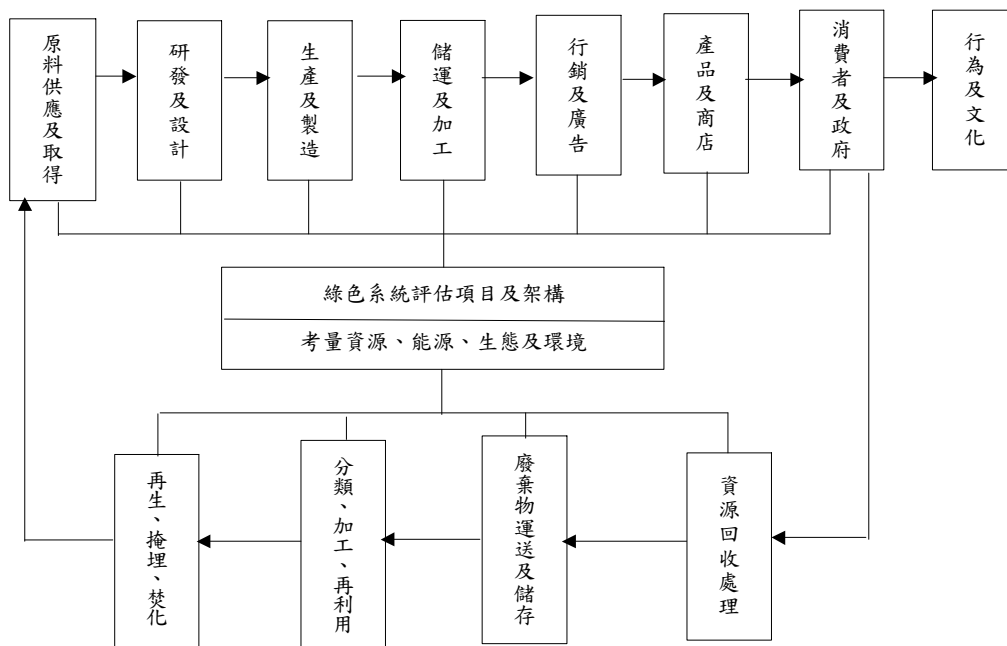 原料供應及取得
研發及設計
生產及製造
儲運及加工
行銷及廣告
產品及商店
消費者及政府
行為及文化
綠色系統評估項目及架構
考量資源、能源、生態及環境
再生、掩埋、焚化
分類、加工、再利用
廢棄物運送及儲存
資源回收處理